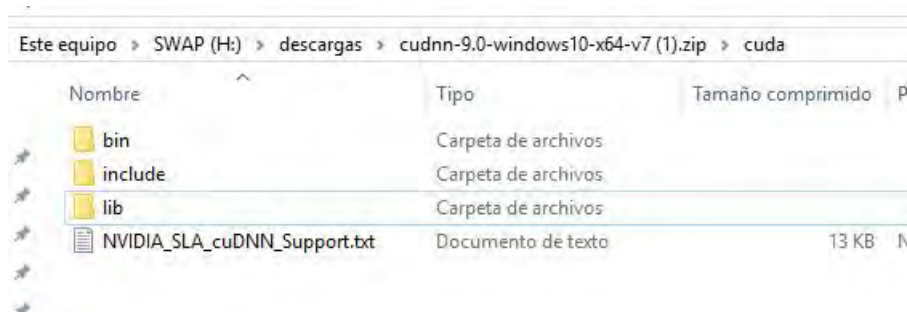 Este equipo > SWAP (H:) > descargas > cudnn-9.0-windows10-x64-v7 (1).zip > cuda
Nombre Tipo Tamaño comprimido P
bin Carpeta de archivos
include Carpeta de archivos
lib Carpeta de archivos
NVIDIA_SLA_cuDNN_Support.txt Documento de texto 13 KB N